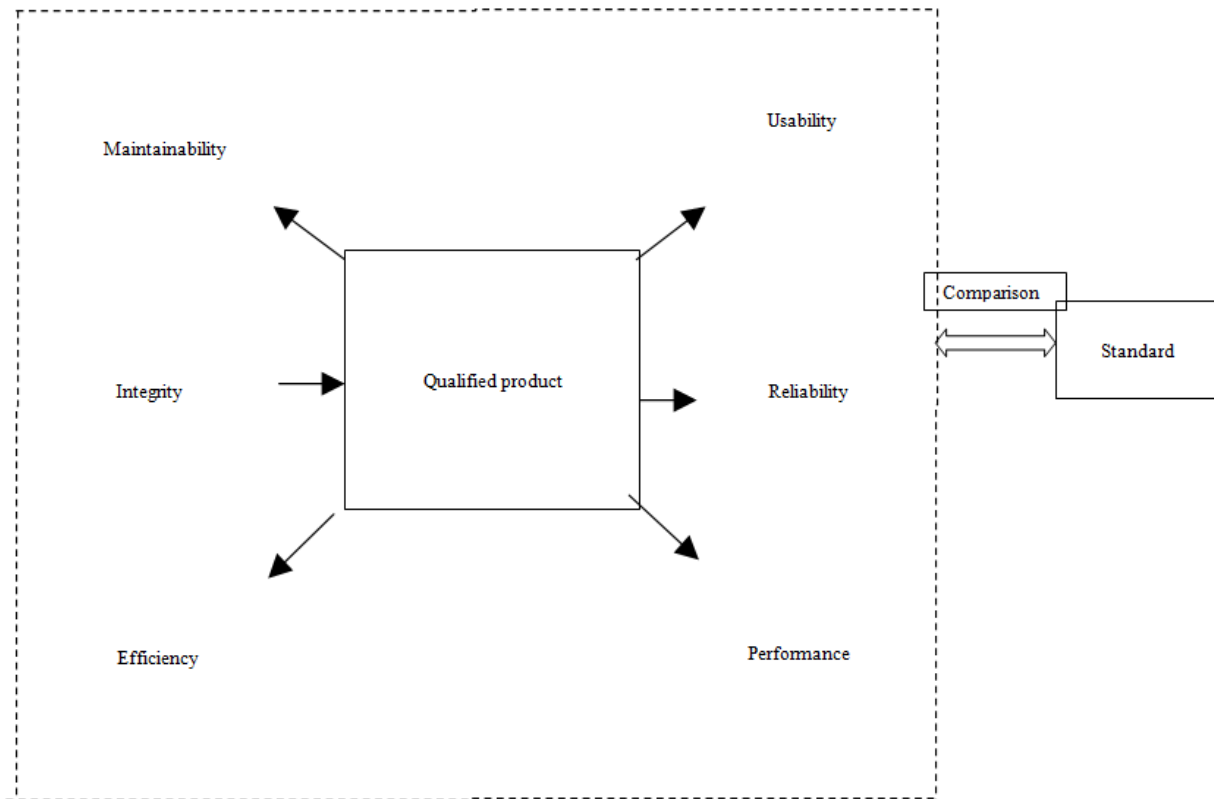 Usability
Maintainability
Comparison
Standard
Qualified product
Integrity
Reliability
Efficiency
Performance